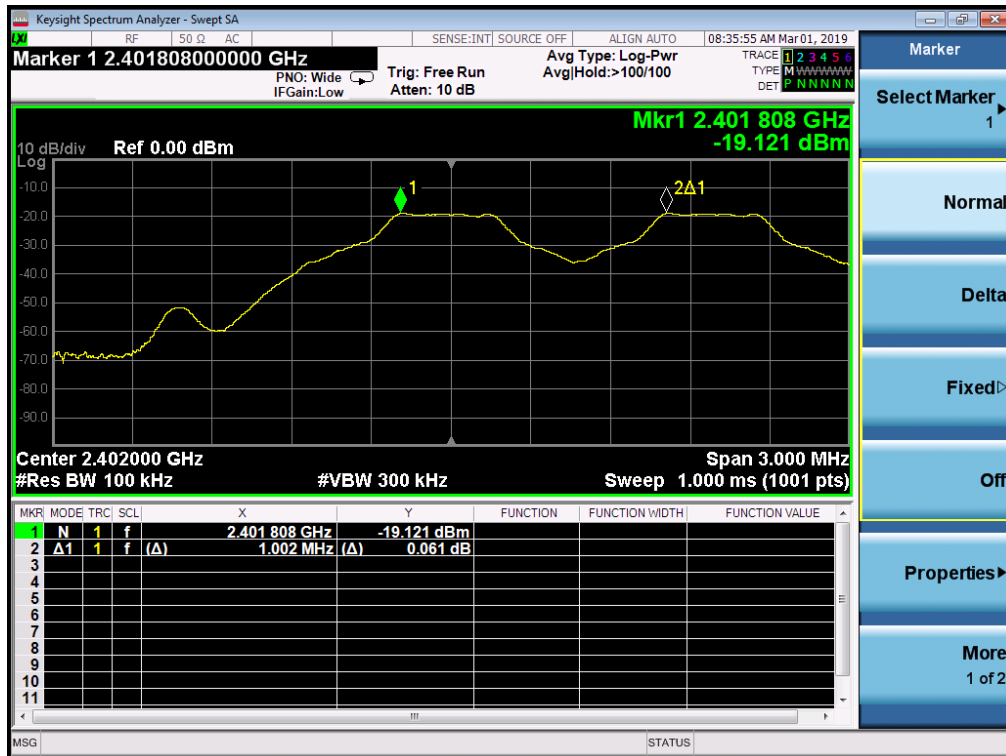 Keysight Spectrum Analyzer - Swept SA
LXI RF 50 Ω AC SENSE:INT SOURCE OFF ALIGN AUTO 08:35:55 AM Mar 01, 2019
Marker 1 2.401808000000 GHz
PNO: Wide
IFGain:Low
Trig: Free Run
Atten: 10 dB
Avg Type: Log-Pwr
Avg|Hold:>100/100
TRACE 1 2 3 4 5 6
TYPE M W W W W W
DET P N N N N N
Mkr1 2.401 808 GHz
-19.121 dBm
10 dB/div Ref 0.00 dBm
Log
1
2Δ1
-10.0
-20.0
-30.0
-40.0
-50.0
-60.0
-70.0
-80.0
-90.0
Center 2.402000 GHz Span 3.000 MHz
#Res BW 100 kHz #VBW 300 kHz Sweep 1.000 ms (1001 pts)
MKR MODE TRC SCL X Y FUNCTION FUNCTION WIDTH FUNCTION VALUE
1 N 1 f 2.401 808 GHz -19.121 dBm
2 Δ1 1 f (Δ) 1.002 MHz (Δ) 0.061 dB
3
4
5
6
7
8
9
10
11
MSG STATUS
Marker
Select Marker
1
Normal
Delta
Fixed
Off
Properties
More
1 of 2